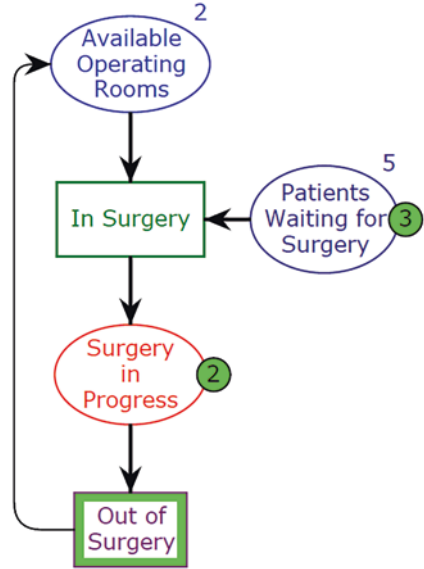 2
Available
Operating
Rooms
In Surgery
5
Patients
Waiting for
Surgery
3
Surgery
in
Progress
2
Out of
Surgery